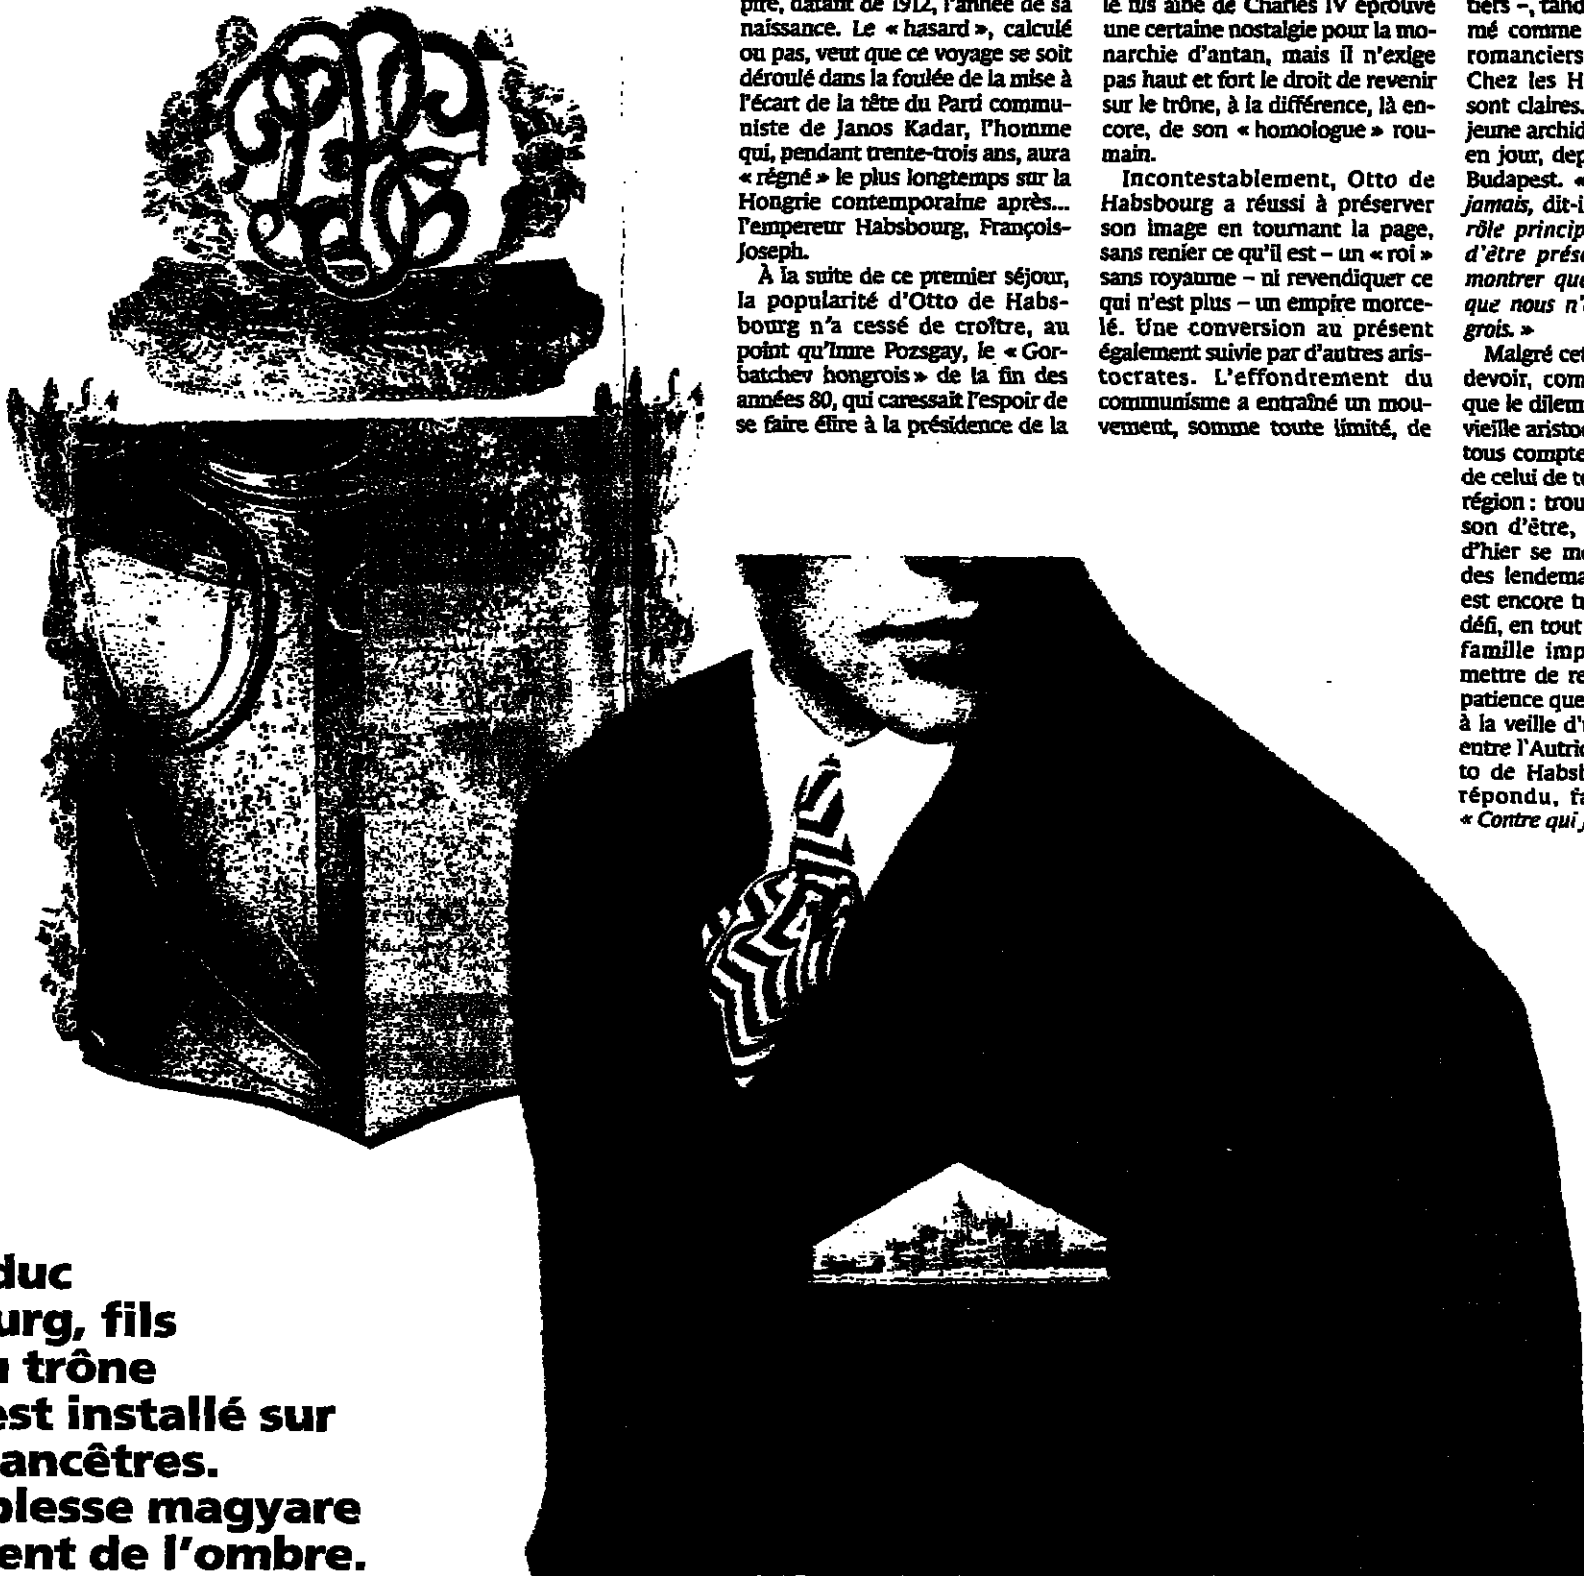 pire, datant de 1912, l'année de sa
naissance. Le « hasard », calculé
ou pas, veut que ce voyage se soit
déroulé dans la foulée de la mise à
l'écart de la tête du Parti commu-
niste de Janos Kadar, l'homme
qui, pendant trente-trois ans, aura
« régné » le plus longtemps sur la
Hongrie contemporaine après...
l'empereur Habsbourg, François-
Joseph.
À la suite de ce premier séjour,
la popularité d'Otto de Habs-
bourg n'a cessé de croître, au
point qu'Imre Pozsgay, le « Gor-
batchev hongrois » de la fin des
années 80, qui caressait l'espoir de
se faire élire à la présidence de la
le fils aîné de Charles IV éprouve
une certaine nostalgie pour la mo-
narchie d'antan, mais il n'exige
pas haut et fort le droit de revenir
sur le trône, à la différence, là en-
core, de son « homologue » rou-
main.
Incontestablement, Otto de
Habsbourg a réussi à préserver
son image en tournant la page,
sans renier ce qu'il est – un « roi »
sans royaume – ni revendiquer ce
qui n'est plus – un empire morce-
lé. Une conversion au présent
également suivie par d'autres aris-
tocrates. L'effondrement du
communisme a entraîné un mou-
vement, somme toute limité, de
tiers –, tand
mé comme
romanciers
Chez les H
sont claires.
jeune archid
en jour, dep
Budapest. «
jamais, dit-i
rôle princip
d'être prése
montrer que
que nous n'
grois. »
Malgré cet
devoir, com
que le dilem
vieille aristoc
tous compte
de celui de to
région : trou
son d'être,
d'hier se me
des lendema
est encore tr
défi, en tout
famille imp
mettre de re
patience que
à la veille d'u
entre l'Autric
to de Habsb
répondu, fa
« Contre qui j
duc
urg, fils
u trône
est installé sur
ancêtres.
blesse magyare
ent de l'ombre.